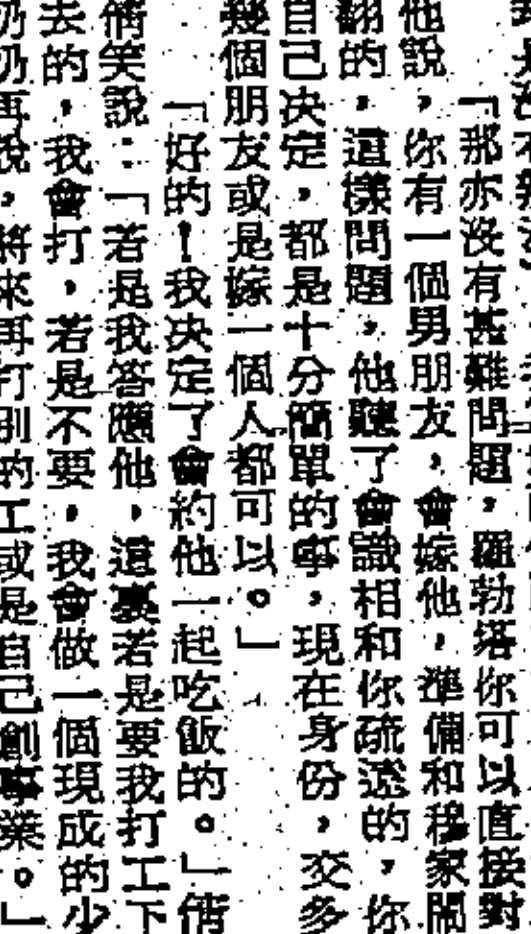 「那亦沒有甚難問題，羅勃塔你可以直接對
他說，你有一個男朋友，會嫁他，準備和程家鬧
翻的，這樣問題，他聽了會識相和你疏遠的，你
自己決定，都是十分簡單的事，現在身份，交多
幾個朋友或是嫁一個人都可以。」
「好的！我決定了會約他一起吃飯的。」倩
倩笑說：「若是我答應他，這裏若是要我打工下
去的，我會打，若是不要，我會做一個現成的少
奶奶再說，將來再打別的工或是自己創事業。」